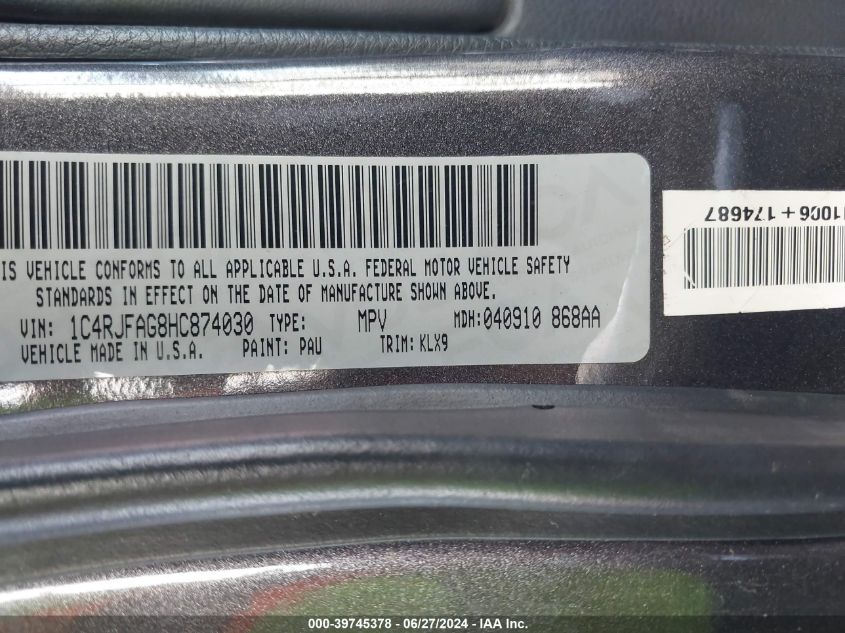 IS VEHICLE CONFORMS TO ALL APPLICABLE U.S.A. FEDERAL MOTOR VEHICLE SAFETY
STANDARDS IN EFFECT ON THE DATE OF MANUFACTURE SHOWN ABOVE.
VIN: 1C4RJFAG8HC874030 TYPE: MPV MDH:040910 868AA
VEHICLE MADE IN U.S.A. PAINT: PAU TRIM: KLX9
11006 + 174687
000-39745378 - 06/27/2024 - IAA Inc.